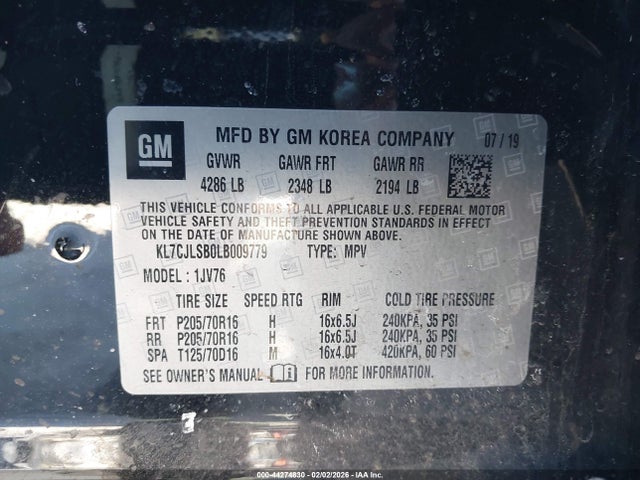 GM
MFD BY GM KOREA COMPANY 07/19
GVWR GAWR FRT GAWR RR
4286 LB 2348 LB 2194 LB
THIS VEHICLE CONFORMS TO ALL APPLICABLE U.S. FEDERAL MOTOR
VEHICLE SAFETY AND THEFT PREVENTION STANDARDS IN EFFECT
ON THE DATE OF MANUFACTURE SHOWN ABOVE.
KL7CJLSB0LB009779 TYPE: MPV
MODEL: 1JV76
TIRE SIZE SPEED RTG RIM COLD TIRE PRESSURE
FRT P205/70R16 H 16x6.5J 240KPA, 35 PSI
RR P205/70R16 H 16x6.5J 240KPA, 35 PSI
SPA T125/70D16 M 16x4.0T 420KPA, 60 PSI
SEE OWNER'S MANUAL i FOR MORE INFORMATION.
000-44274830 - 02/02/2026 - IAA Inc.